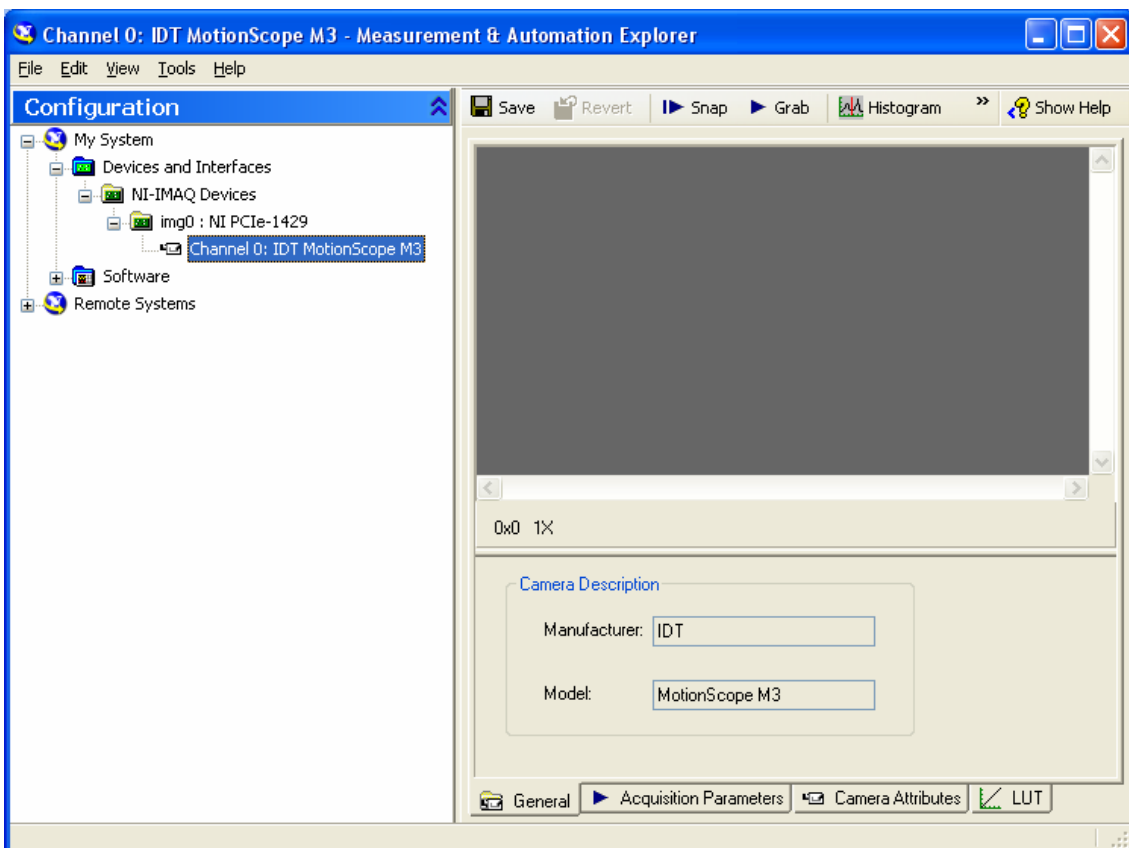 Channel 0: IDT MotionScope M3 - Measurement & Automation Explorer
File Edit View Tools Help
Configuration
Save Revert Snap Grab Histogram » Show Help
My System
Devices and Interfaces
NI-IMAQ Devices
img0 : NI PCIe-1429
Channel 0: IDT MotionScope M3
Software
Remote Systems
0x0 1X
Camera Description
Manufacturer: IDT
Model: MotionScope M3
General Acquisition Parameters Camera Attributes LUT